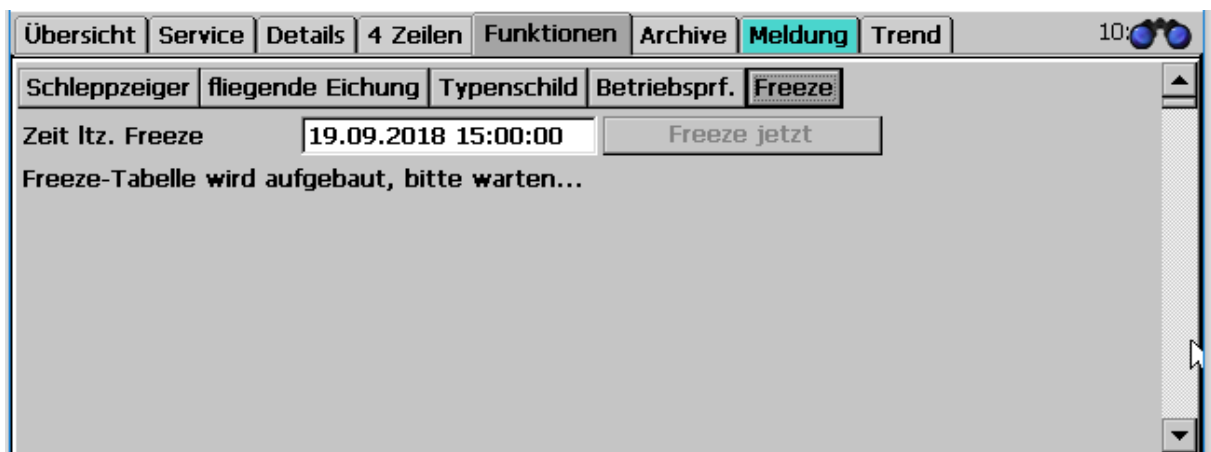 Übersicht Service Details 4 Zeilen Funktionen Archive Meldung Trend 10:
Schleppzeiger fliegende Eichung Typenschild Betriebsprf. Freeze
Zeit ltz. Freeze 19.09.2018 15:00:00 Freeze jetzt
Freeze-Tabelle wird aufgebaut, bitte warten...